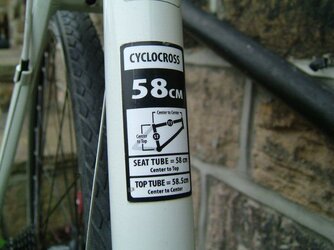 CYCLOCROSS
58CM
Center to Center
Center
to Top
SEAT TUBE = 58 cm
Center to Top
TOP TUBE = 58.5cm
Center to Center